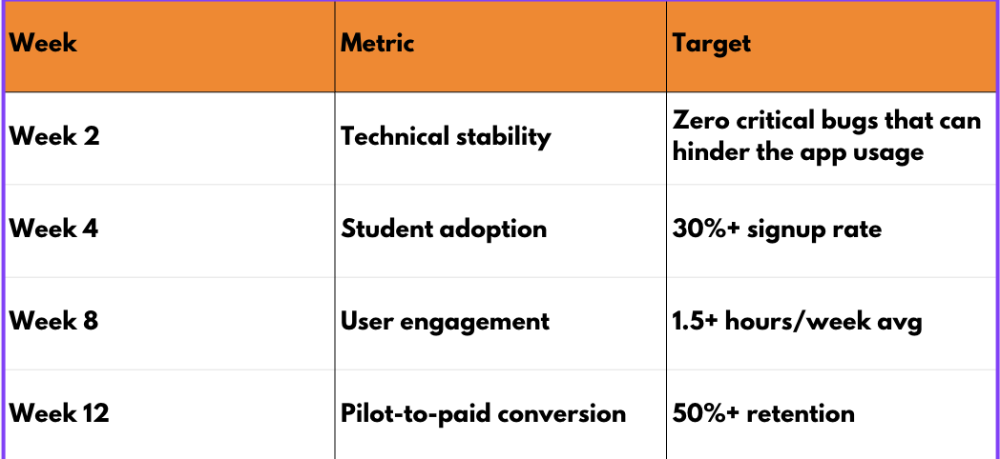 Week Metric Target
Week 2 Technical stability Zero critical bugs that can
hinder the app usage
Week 4 Student adoption 30%+ signup rate
Week 8 User engagement 1.5+ hours/week avg
Week 12 Pilot-to-paid conversion 50%+ retention